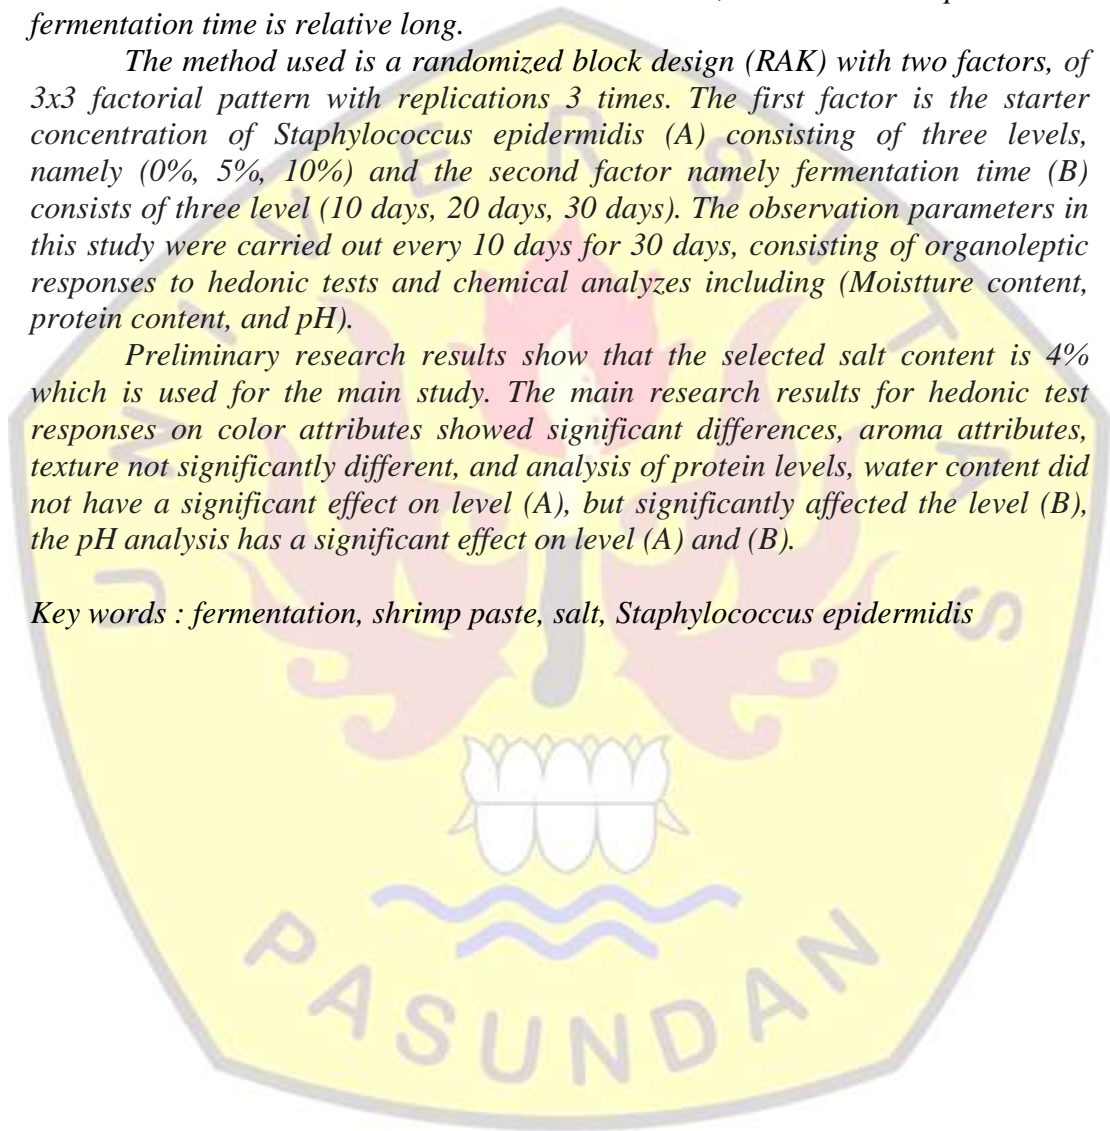 fermentation time is relative long.
The method used is a randomized block design (RAK) with two factors, of
3x3 factorial pattern with replications 3 times. The first factor is the starter
concentration of Staphylococcus epidermidis (A) consisting of three levels,
namely (0%, 5%, 10%) and the second factor namely fermentation time (B)
consists of three level (10 days, 20 days, 30 days). The observation parameters in
this study were carried out every 10 days for 30 days, consisting of organoleptic
responses to hedonic tests and chemical analyzes including (Moistture content,
protein content, and pH).
Preliminary research results show that the selected salt content is 4%
which is used for the main study. The main research results for hedonic test
responses on color attributes showed significant differences, aroma attributes,
texture not significantly different, and analysis of protein levels, water content did
not have a significant effect on level (A), but significantly affected the level (B),
the pH analysis has a significant effect on level (A) and (B).
Key words : fermentation, shrimp paste, salt, Staphylococcus epidermidis
UNIVERSITAS
PASUNDAN